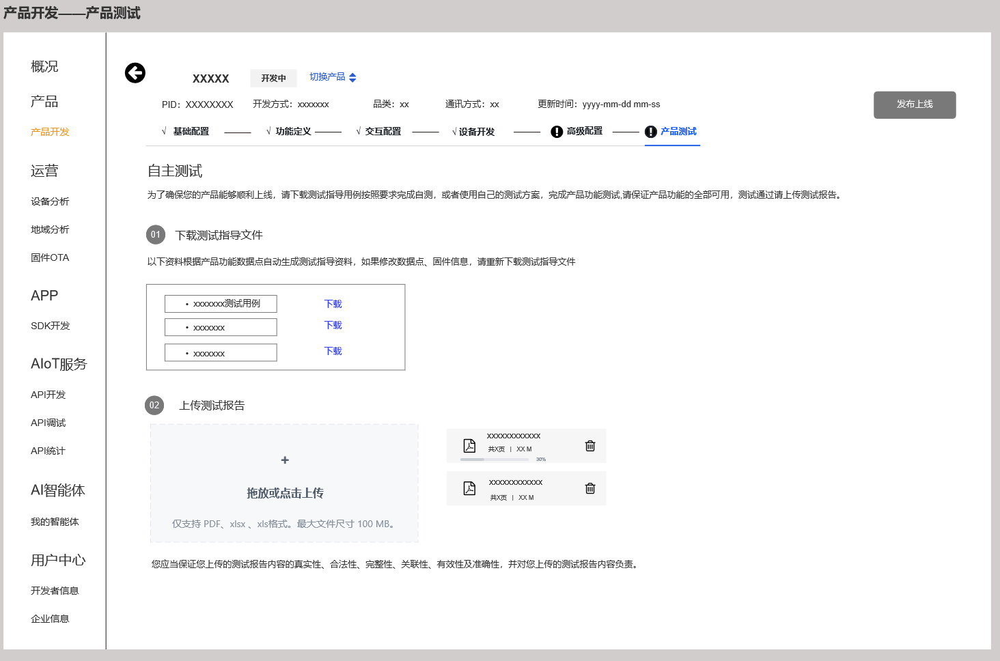 产品开发——产品测试
概况
产品
产品开发
运营
设备分析
地域分析
固件OTA
APP
SDK开发
AIoT服务
API开发
API调试
API统计
AI智能体
我的智能体
用户中心
开发者信息
企业信息
XXXXX 开发中 切换产品
PID：XXXXXXXX 开发方式：xxxxxxx 品类：xx 通讯方式：xx 更新时间：yyyy-mm-dd mm-ss
发布上线
√ 基础配置 √ 功能定义 √ 交互配置 √ 设备开发 高级配置 产品测试
自主测试
为了确保您的产品能够顺利上线，请下载测试指导用例按照要求完成自测，或者使用自己的测试方案，完成产品功能测试,请保证产品功能的全部可用，测试通过请上传测试报告。
01 下载测试指导文件
以下资料根据产品功能数据点自动生成测试指导资料，如果修改数据点、固件信息，请重新下载测试指导文件
• xxxxxxx测试用例 下载
• xxxxxxx 下载
• xxxxxxx 下载
02 上传测试报告
+
拖放或点击上传
仅支持 PDF、xlsx 、xls格式。最大文件尺寸 100 MB。
XXXXXXXXXXXX
共X页 | XX M
30%
XXXXXXXXXXXX
共X页 | XX M
您应当保证您上传的测试报告内容的真实性、合法性、完整性、关联性、有效性及准确性，并对您上传的测试报告内容负责。